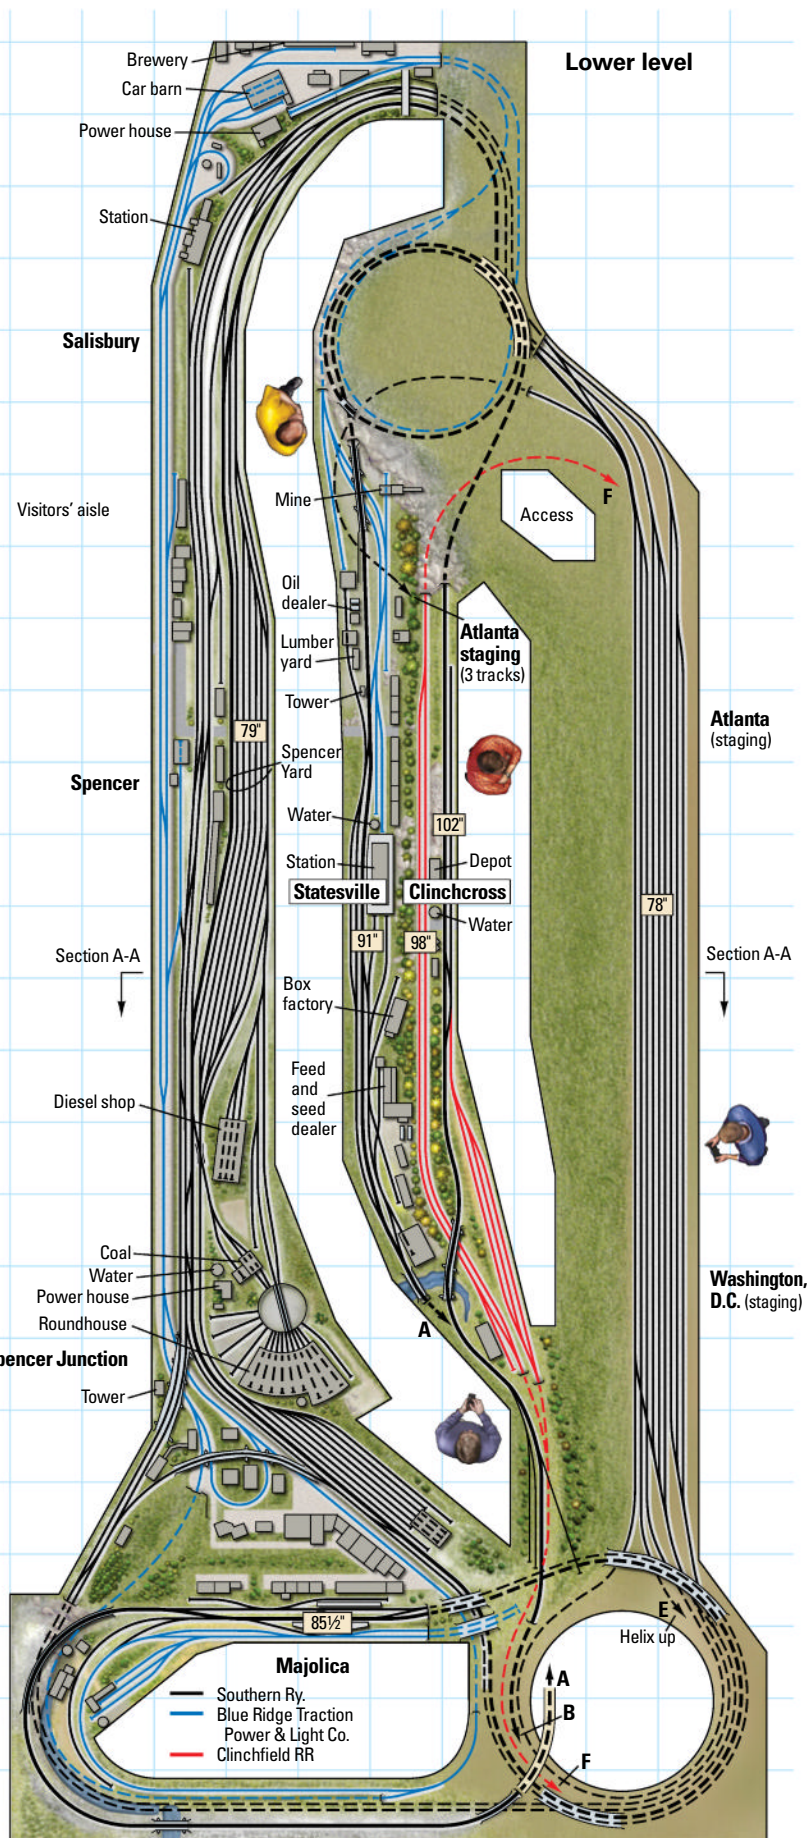 Lower level
Brewery
Car barn
Power house
Station
Salisbury
Visitors' aisle
Mine
F
Access
Oil
dealer
Lumber
yard
Tower
Atlanta
staging
(3 tracks)
79"
Spencer
Yard
Atlanta
(staging)
Spencer
Water
102"
Station
Depot
Statesville
Clinchcross
78"
Water
91"
98"
Section A-A
Section A-A
Box
factory
Feed
and
seed
dealer
Diesel shop
Coal
Water
Power house
Roundhouse
Washington,
D.C. (staging)
A
pencer Junction
Tower
85½"
E
Helix up
Majolica
Southern Ry.
Blue Ridge Traction
Power & Light Co.
Clinchfield RR
A
B
F